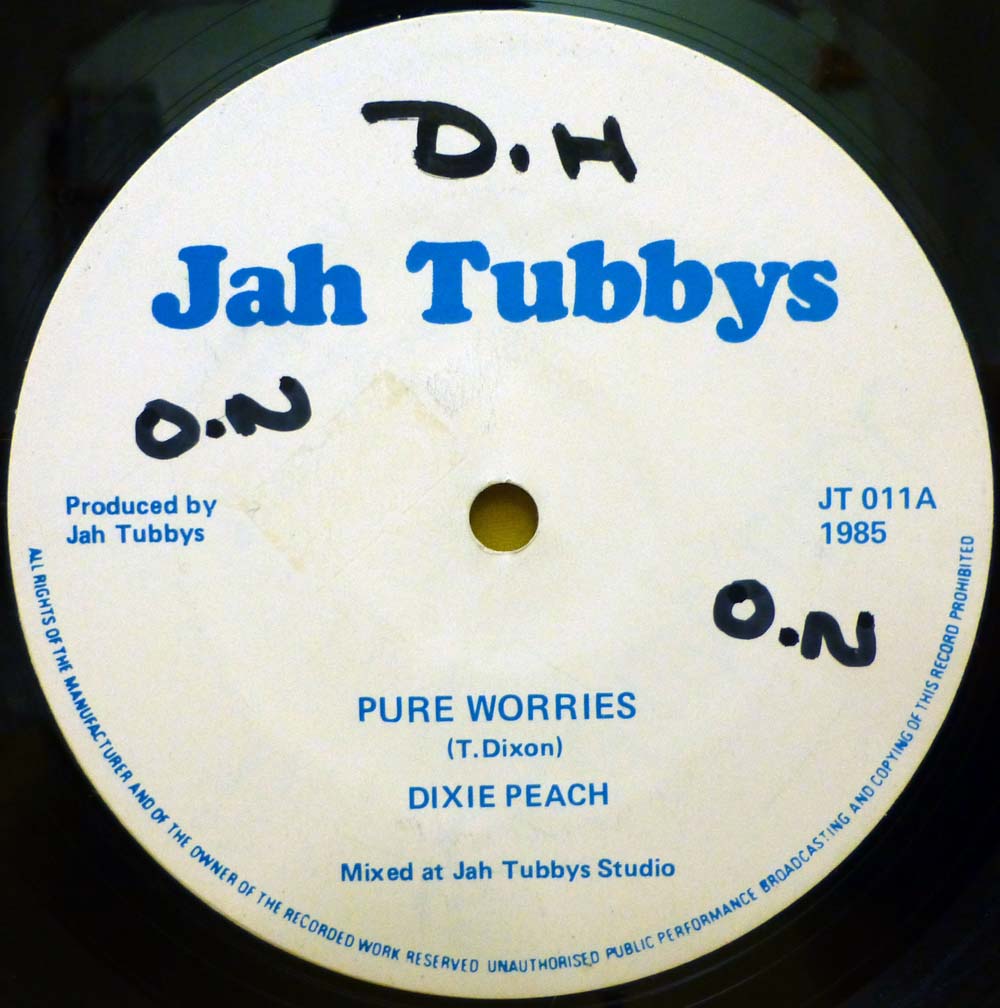 D.H
Jah Tubbys
O.N
Produced by
Jah Tubbys
JT 011A
1985
O.N
PURE WORRIES
(T.Dixon)
DIXIE PEACH
Mixed at Jah Tubbys Studio
ALL RIGHTS OF THE MANUFACTURER AND OF THE OWNER OF THE RECORDED WORK RESERVED UNAUTHORISED PUBLIC PERFORMANCE BROADCASTING AND COPYING OF THIS RECORD PROHIBITED